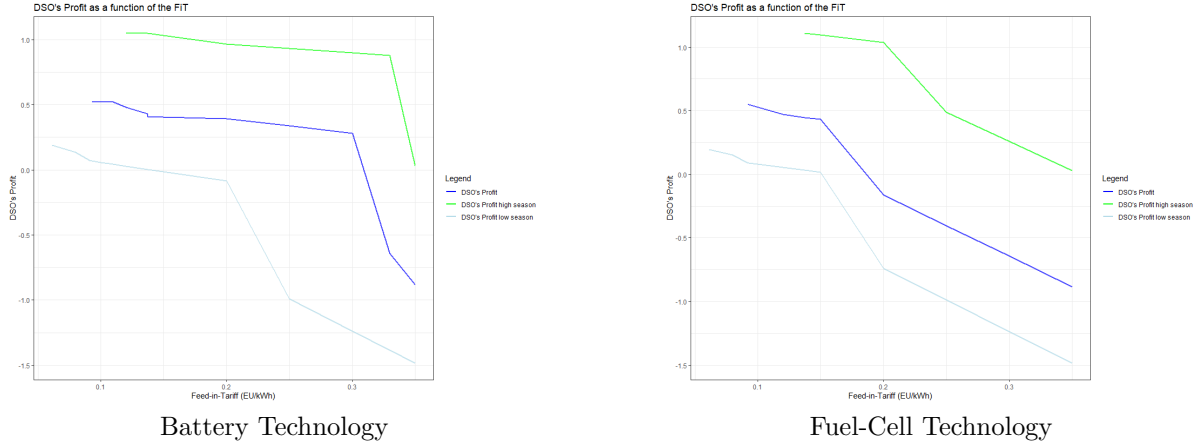 DSO's Profit as a function of the FiT
1.0
0.5
0.0
-0.5
-1.0
-1.5
DSO's Profit
0.1
0.2
0.3
Feed-in-Tariff (EU/kWh)
Legend
DSO's Profit
DSO's Profit high season
DSO's Profit low season
Battery Technology
DSO's Profit as a function of the FiT
1.0
0.5
0.0
-0.5
-1.0
-1.5
DSO's Profit
0.1
0.2
0.3
Feed-in-Tariff (EU/kWh)
Legend
DSO's Profit
DSO's Profit high season
DSO's Profit low season
Fuel-Cell Technology